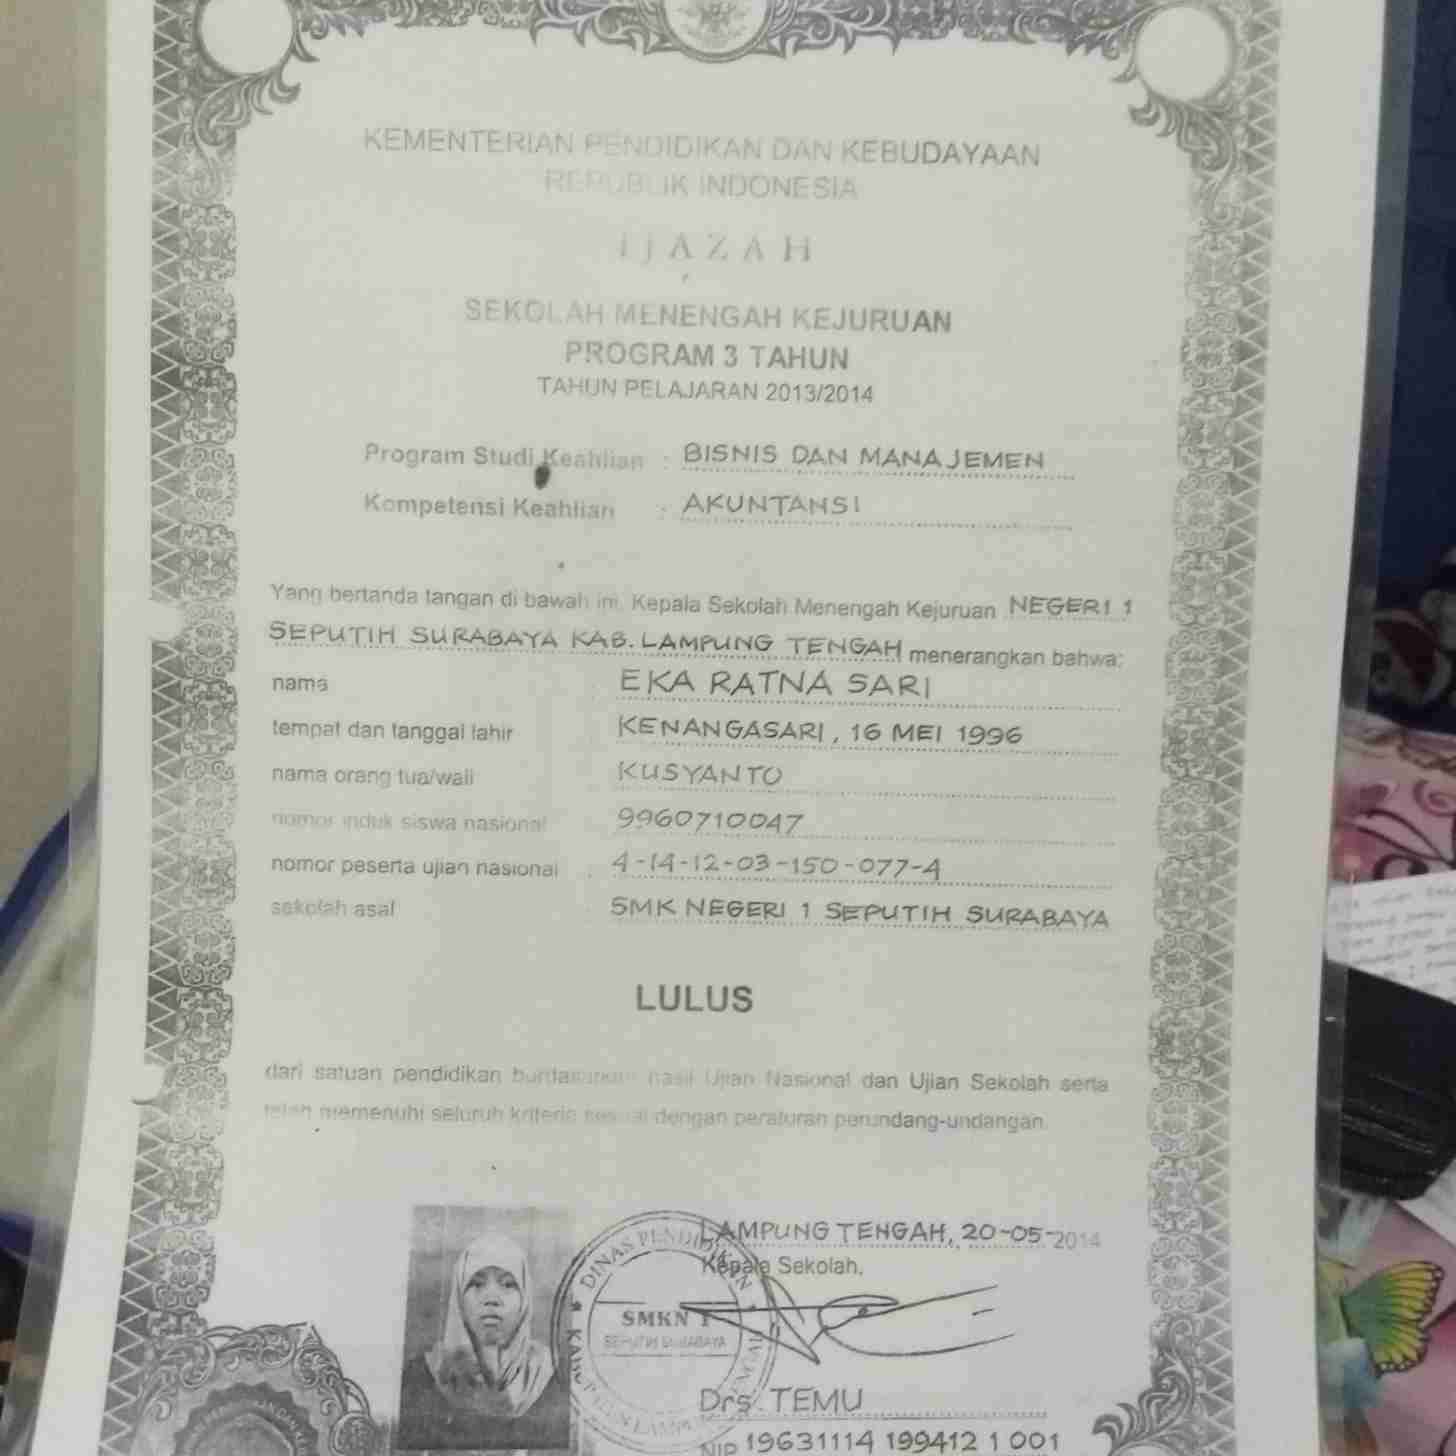 KEMENTERIAN PENDIDIKAN DAN KEBUDAYAAN
REPUBLIK INDONESIA
IJAZAH
SEKOLAH MENENGAH KEJURUAN
PROGRAM 3 TAHUN
TAHUN PELAJARAN 2013/2014
Program Studi Keahlian : BISNIS DAN MANAJEMEN
Kompetensi Keahlian : AKUNTANSI
Yang bertanda tangan di bawah ini, Kepala Sekolah Menengah Kejuruan NEGERI 1
SEPUTIH SURABAYA KAB. LAMPUNG TENGAH menerangkan bahwa:
nama : EKA RATNA SARI
tempat dan tanggal lahir : KENANGASARI, 16 MEI 1996
nama orang tua/wali : KUSYANTO
nomor induk siswa nasional : 9960710047
nomor peserta ujian nasional : 4-14-12-03-150-077-4
sekolah asal : SMK NEGERI 1 SEPUTIH SURABAYA
LULUS
dari satuan pendidikan berdasarkan hasil Ujian Nasional dan Ujian Sekolah serta
telah memenuhi seluruh kriteria sesuai dengan peraturan perundang-undangan.
LAMPUNG TENGAH, 20-05-2014
Kepala Sekolah,
DINAS PENDIDIKAN
SMKN 1
SEPUTIH SURABAYA
Drs. TEMU
NIP 19631114 199412 1 001